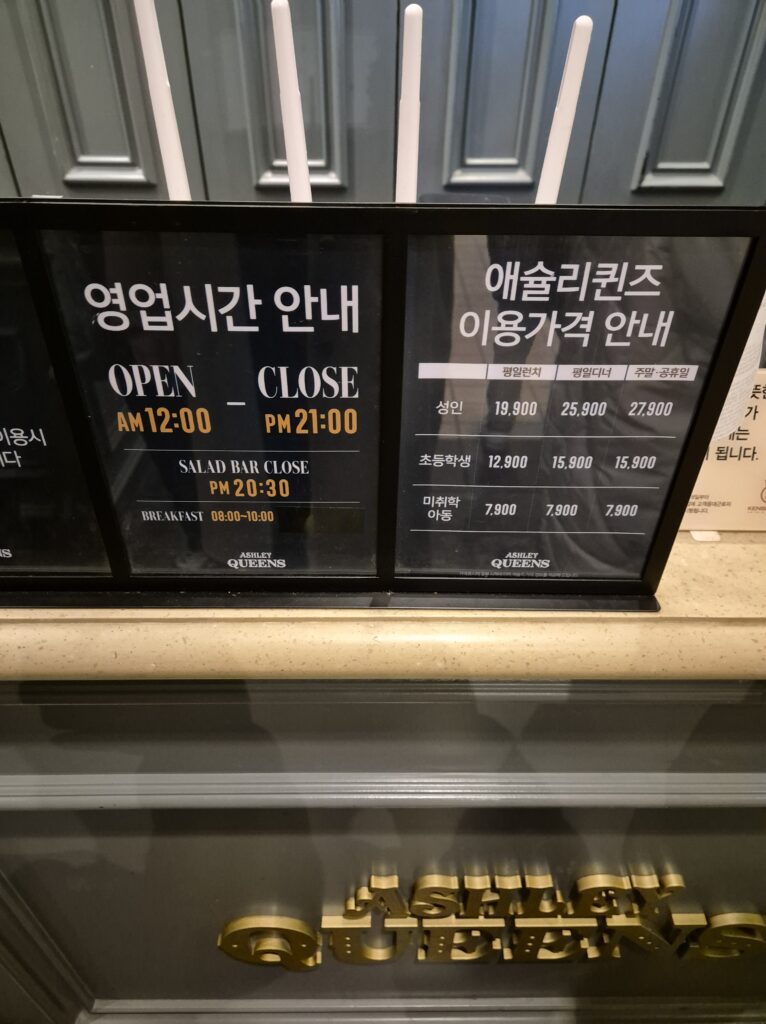 이용시
니다
영업시간 안내
OPEN – CLOSE
AM 12:00 PM 21:00
SALAD BAR CLOSE
PM 20:30
BREAKFAST 08:00~10:00
ASHLEY
QUEENS
애슐리퀸즈
이용가격 안내
평일런치 평일디너 주말·공휴일
성인 19,900 25,900 27,900
초등학생 12,900 15,900 15,900
미취학
아동 7,900 7,900 7,900
ASHLEY
QUEENS
가
됩니다.
ASHLEY
QUEENS